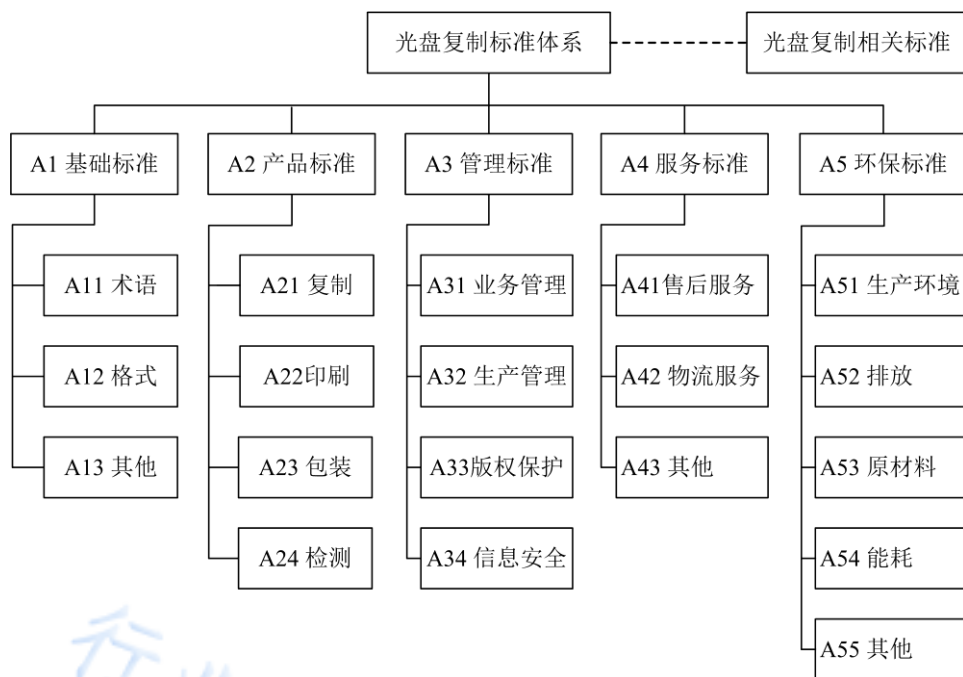 光盘复制标准体系
光盘复制相关标准
A1 基础标准
A2 产品标准
A3 管理标准
A4 服务标准
A5 环保标准
A11 术语
A21 复制
A31 业务管理
A41售后服务
A51 生产环境
A12 格式
A22印刷
A32 生产管理
A42 物流服务
A52 排放
A13 其他
A23 包装
A33版权保护
A43 其他
A53 原材料
A24 检测
A34 信息安全
A54 能耗
A55 其他
行